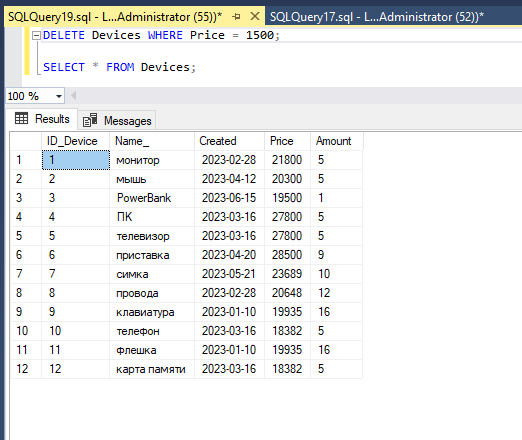 SQLQuery19.sql - L...Administrator (55))* SQLQuery17.sql - L...Administrator (52))*
DELETE Devices WHERE Price = 1500;
SELECT * FROM Devices;
100 %
Results Messages
ID_Device Name_ Created Price Amount
1 1 монитор 2023-02-28 21800 5
2 2 мышь 2023-04-12 20300 5
3 3 PowerBank 2023-06-15 19500 1
4 4 ПК 2023-03-16 27800 5
5 5 телевизор 2023-03-16 27800 5
6 6 приставка 2023-04-20 28500 9
7 7 симка 2023-05-21 23689 10
8 8 провода 2023-02-28 20648 12
9 9 клавиатура 2023-01-10 19935 16
10 10 телефон 2023-03-16 18382 5
11 11 флешка 2023-01-10 19935 16
12 12 карта памяти 2023-03-16 18382 5